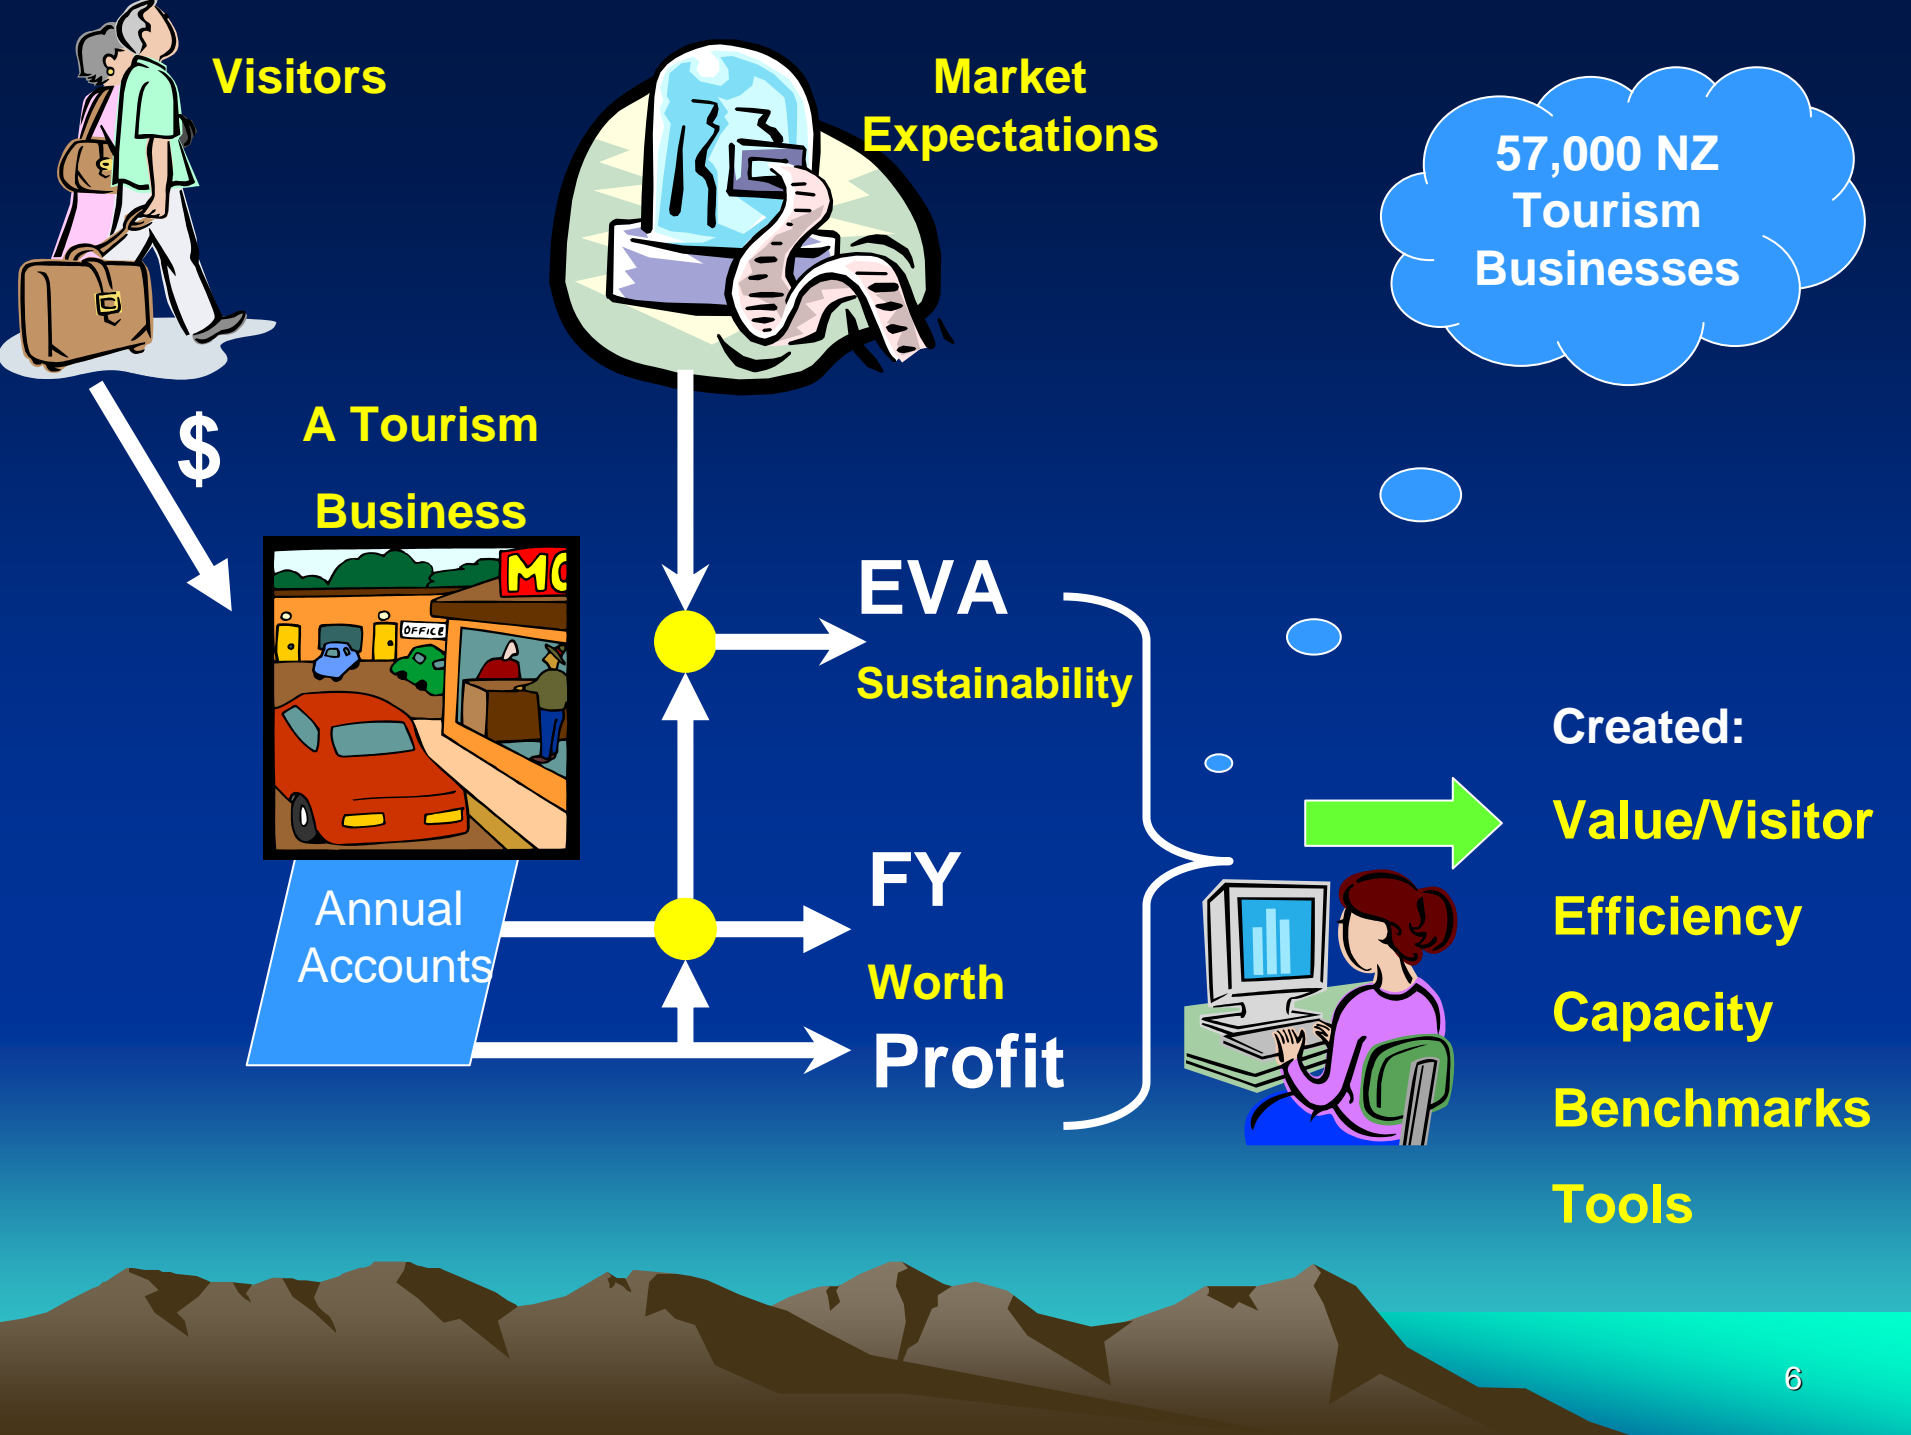 Visitors
Market
Expectations
57,000 NZ
Tourism
Businesses
$
A Tourism
Business
MO
OFFICE
EVA
Sustainability
Annual
Accounts
FY
Worth
Profit
Created:
Value/Visitor
Efficiency
Capacity
Benchmarks
Tools
6